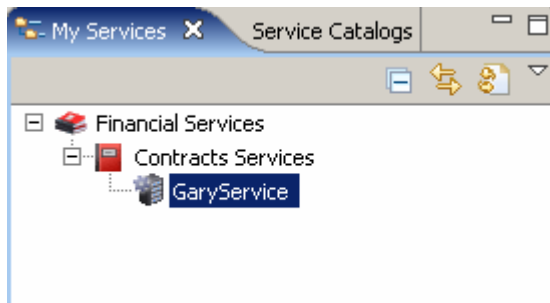 My Services Service Catalogs
Financial Services
Contracts Services
GaryService